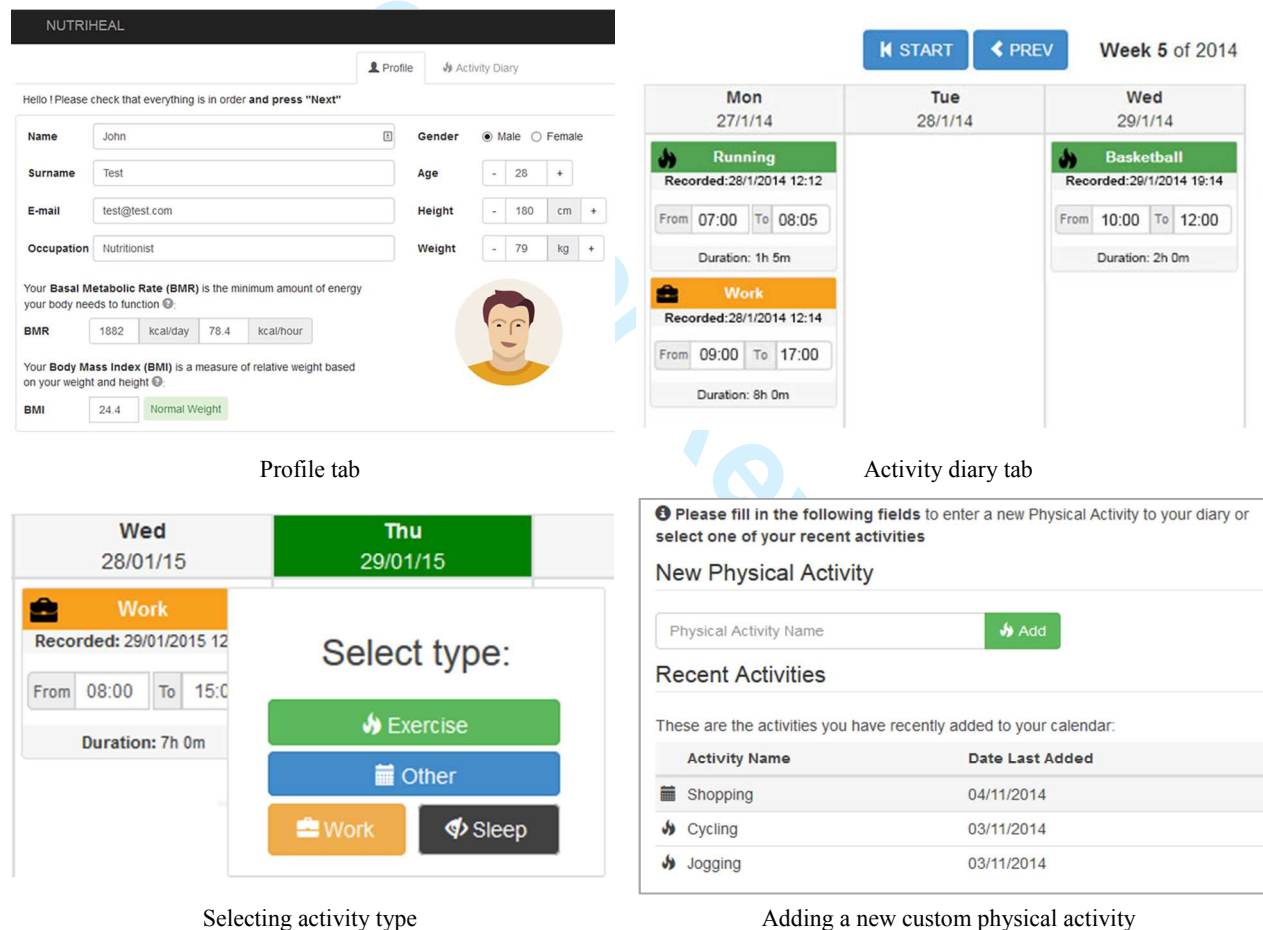 NUTRIHEAL
Profile
Activity Diary
Hello ! Please check that everything is in order and press "Next"
Name John
Surname Test
E-mail test@test.com
Occupation Nutritionist
Gender Male Female
Age - 28 +
Height - 180 cm +
Weight - 79 kg +
Your Basal Metabolic Rate (BMR) is the minimum amount of energy
your body needs to function ?:
BMR 1882 kcal/day 78.4 kcal/hour
Your Body Mass Index (BMI) is a measure of relative weight based
on your weight and height ?:
BMI 24.4 Normal Weight
Profile tab
START PREV Week 5 of 2014
Mon Tue Wed
27/1/14 28/1/14 29/1/14
Running
Recorded:28/1/2014 12:12
From 07:00 To 08:05
Duration: 1h 5m
Work
Recorded:28/1/2014 12:14
From 09:00 To 17:00
Duration: 8h 0m
Basketball
Recorded:29/1/2014 19:14
From 10:00 To 12:00
Duration: 2h 0m
Activity diary tab
Wed Thu
28/01/15 29/01/15
Work
Recorded: 29/01/2015 12
From 08:00 To 15:0
Duration: 7h 0m
Select type:
Exercise
Other
Work Sleep
Selecting activity type
Please fill in the following fields to enter a new Physical Activity to your diary or
select one of your recent activities
New Physical Activity
Physical Activity Name Add
Recent Activities
These are the activities you have recently added to your calendar:
Activity Name Date Last Added
Shopping 04/11/2014
Cycling 03/11/2014
Jogging 03/11/2014
Adding a new custom physical activity